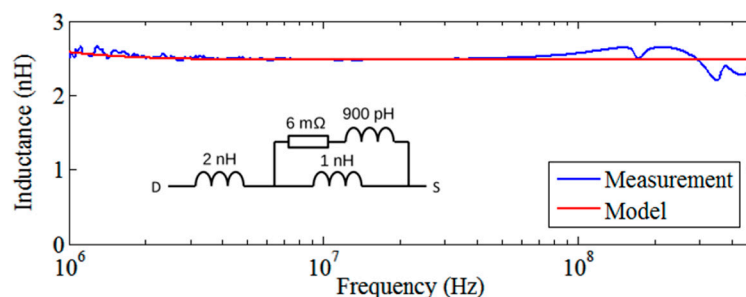 3
Inductance (nH)
2
1
0
900 pH
6 mΩ
2 nH
1 nH
D
S
Measurement
Model
10^6
10^7
10^8
Frequency (Hz)